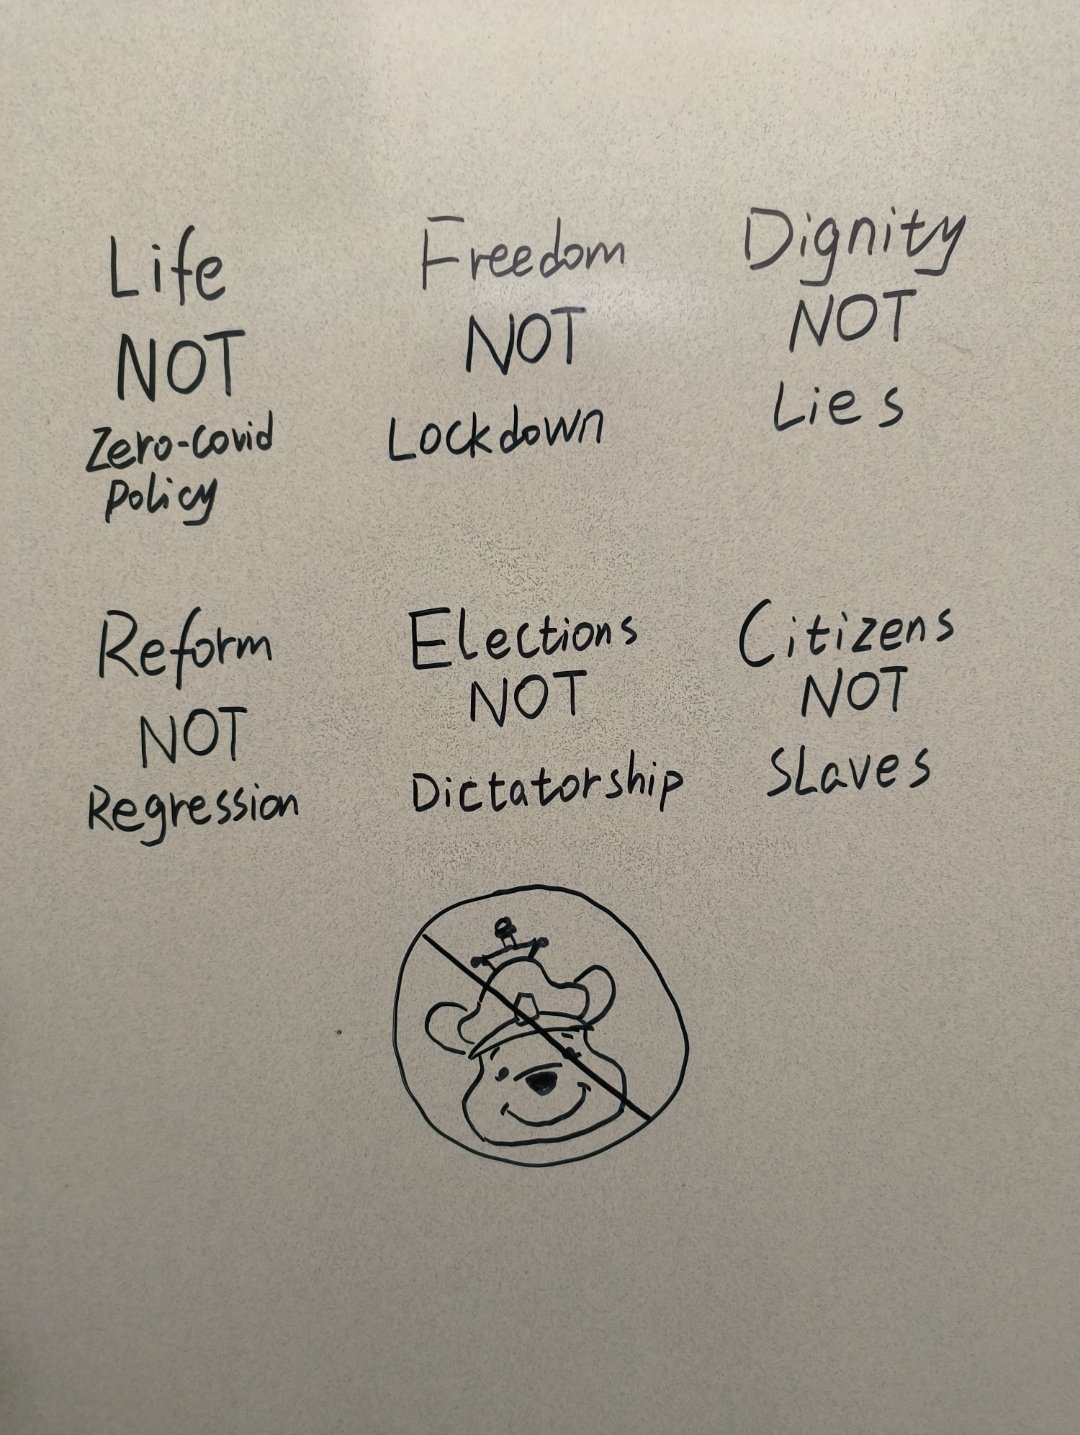 Life
NOT
Zero-Covid
Policy
Freedom
NOT
Lockdown
Dignity
NOT
Lies
Reform
NOT
Regression
Elections
NOT
Dictatorship
Citizens
NOT
Slaves